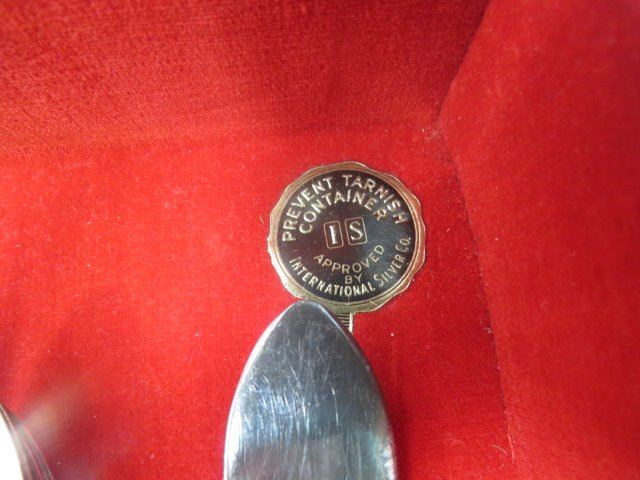 PREVENT TARNISH
CONTAINER
IS
APPROVED
BY
INTERNATIONAL SILVER CO.